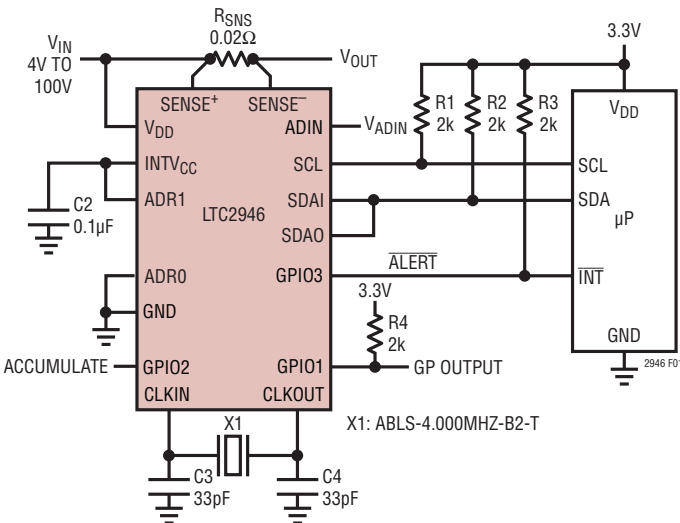 RSNS
0.02Ω
VIN
4V TO
100V
VOUT
3.3V
SENSE+ SENSE–
VDD
ADIN
VADIN
R1
2k
R2
2k
R3
2k
VDD
INTVCC
SCL
SCL
C2
0.1µF
ADR1
LTC2946
SDAI
SDA
µP
SDAO
ADR0
GPIO3
ALERT
INT
GND
3.3V
R4
2k
GND
ACCUMULATE
GPIO2
GPIO1
GP OUTPUT
CLKIN
CLKOUT
X1
X1: ABLS-4.000MHZ-B2-T
C3
33pF
C4
33pF